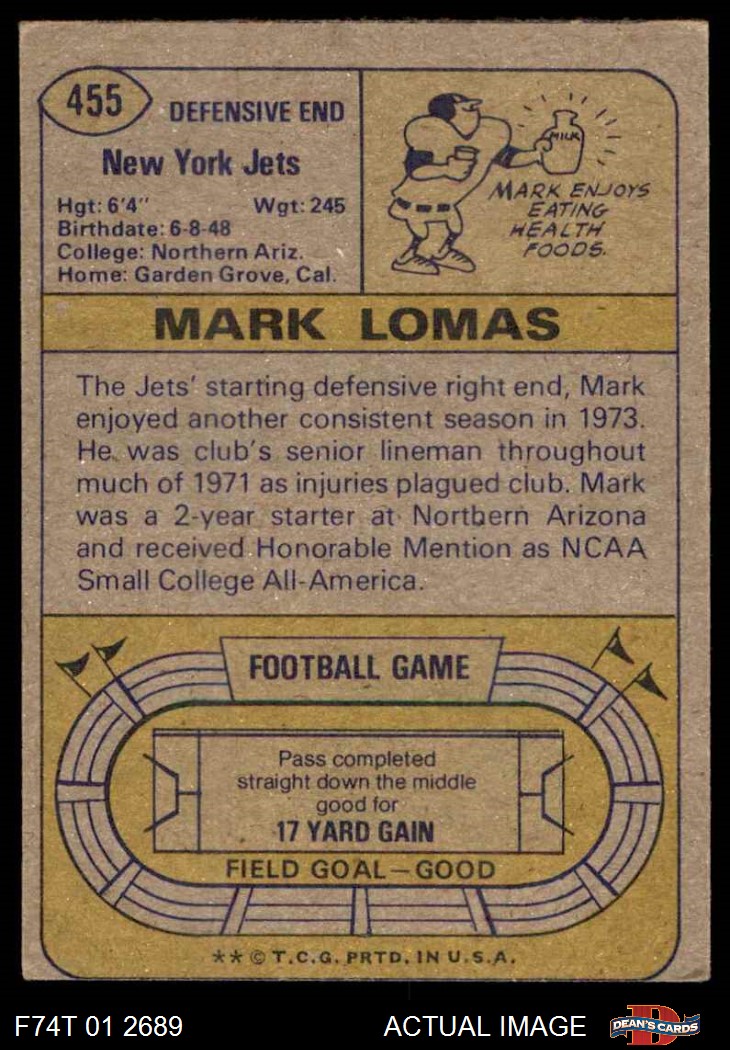 455
DEFENSIVE END
New York Jets
Hgt: 6'4" Wgt: 245
Birthdate: 6-8-48
College: Northern Ariz.
Home: Garden Grove, Cal.
MILK
MARK ENJOYS
EATING
HEALTH
FOODS.
MARK LOMAS
The Jets' starting defensive right end, Mark
enjoyed another consistent season in 1973.
He was club's senior lineman throughout
much of 1971 as injuries plagued club. Mark
was a 2-year starter at Northern Arizona
and received Honorable Mention as NCAA
Small College All-America.
FOOTBALL GAME
Pass completed
straight down the middle
good for
17 YARD GAIN
FIELD GOAL—GOOD
** © T.C.G. PRTD. IN U.S.A.
F74T 01 2689 ACTUAL IMAGE
D
DEAN'S CARDS